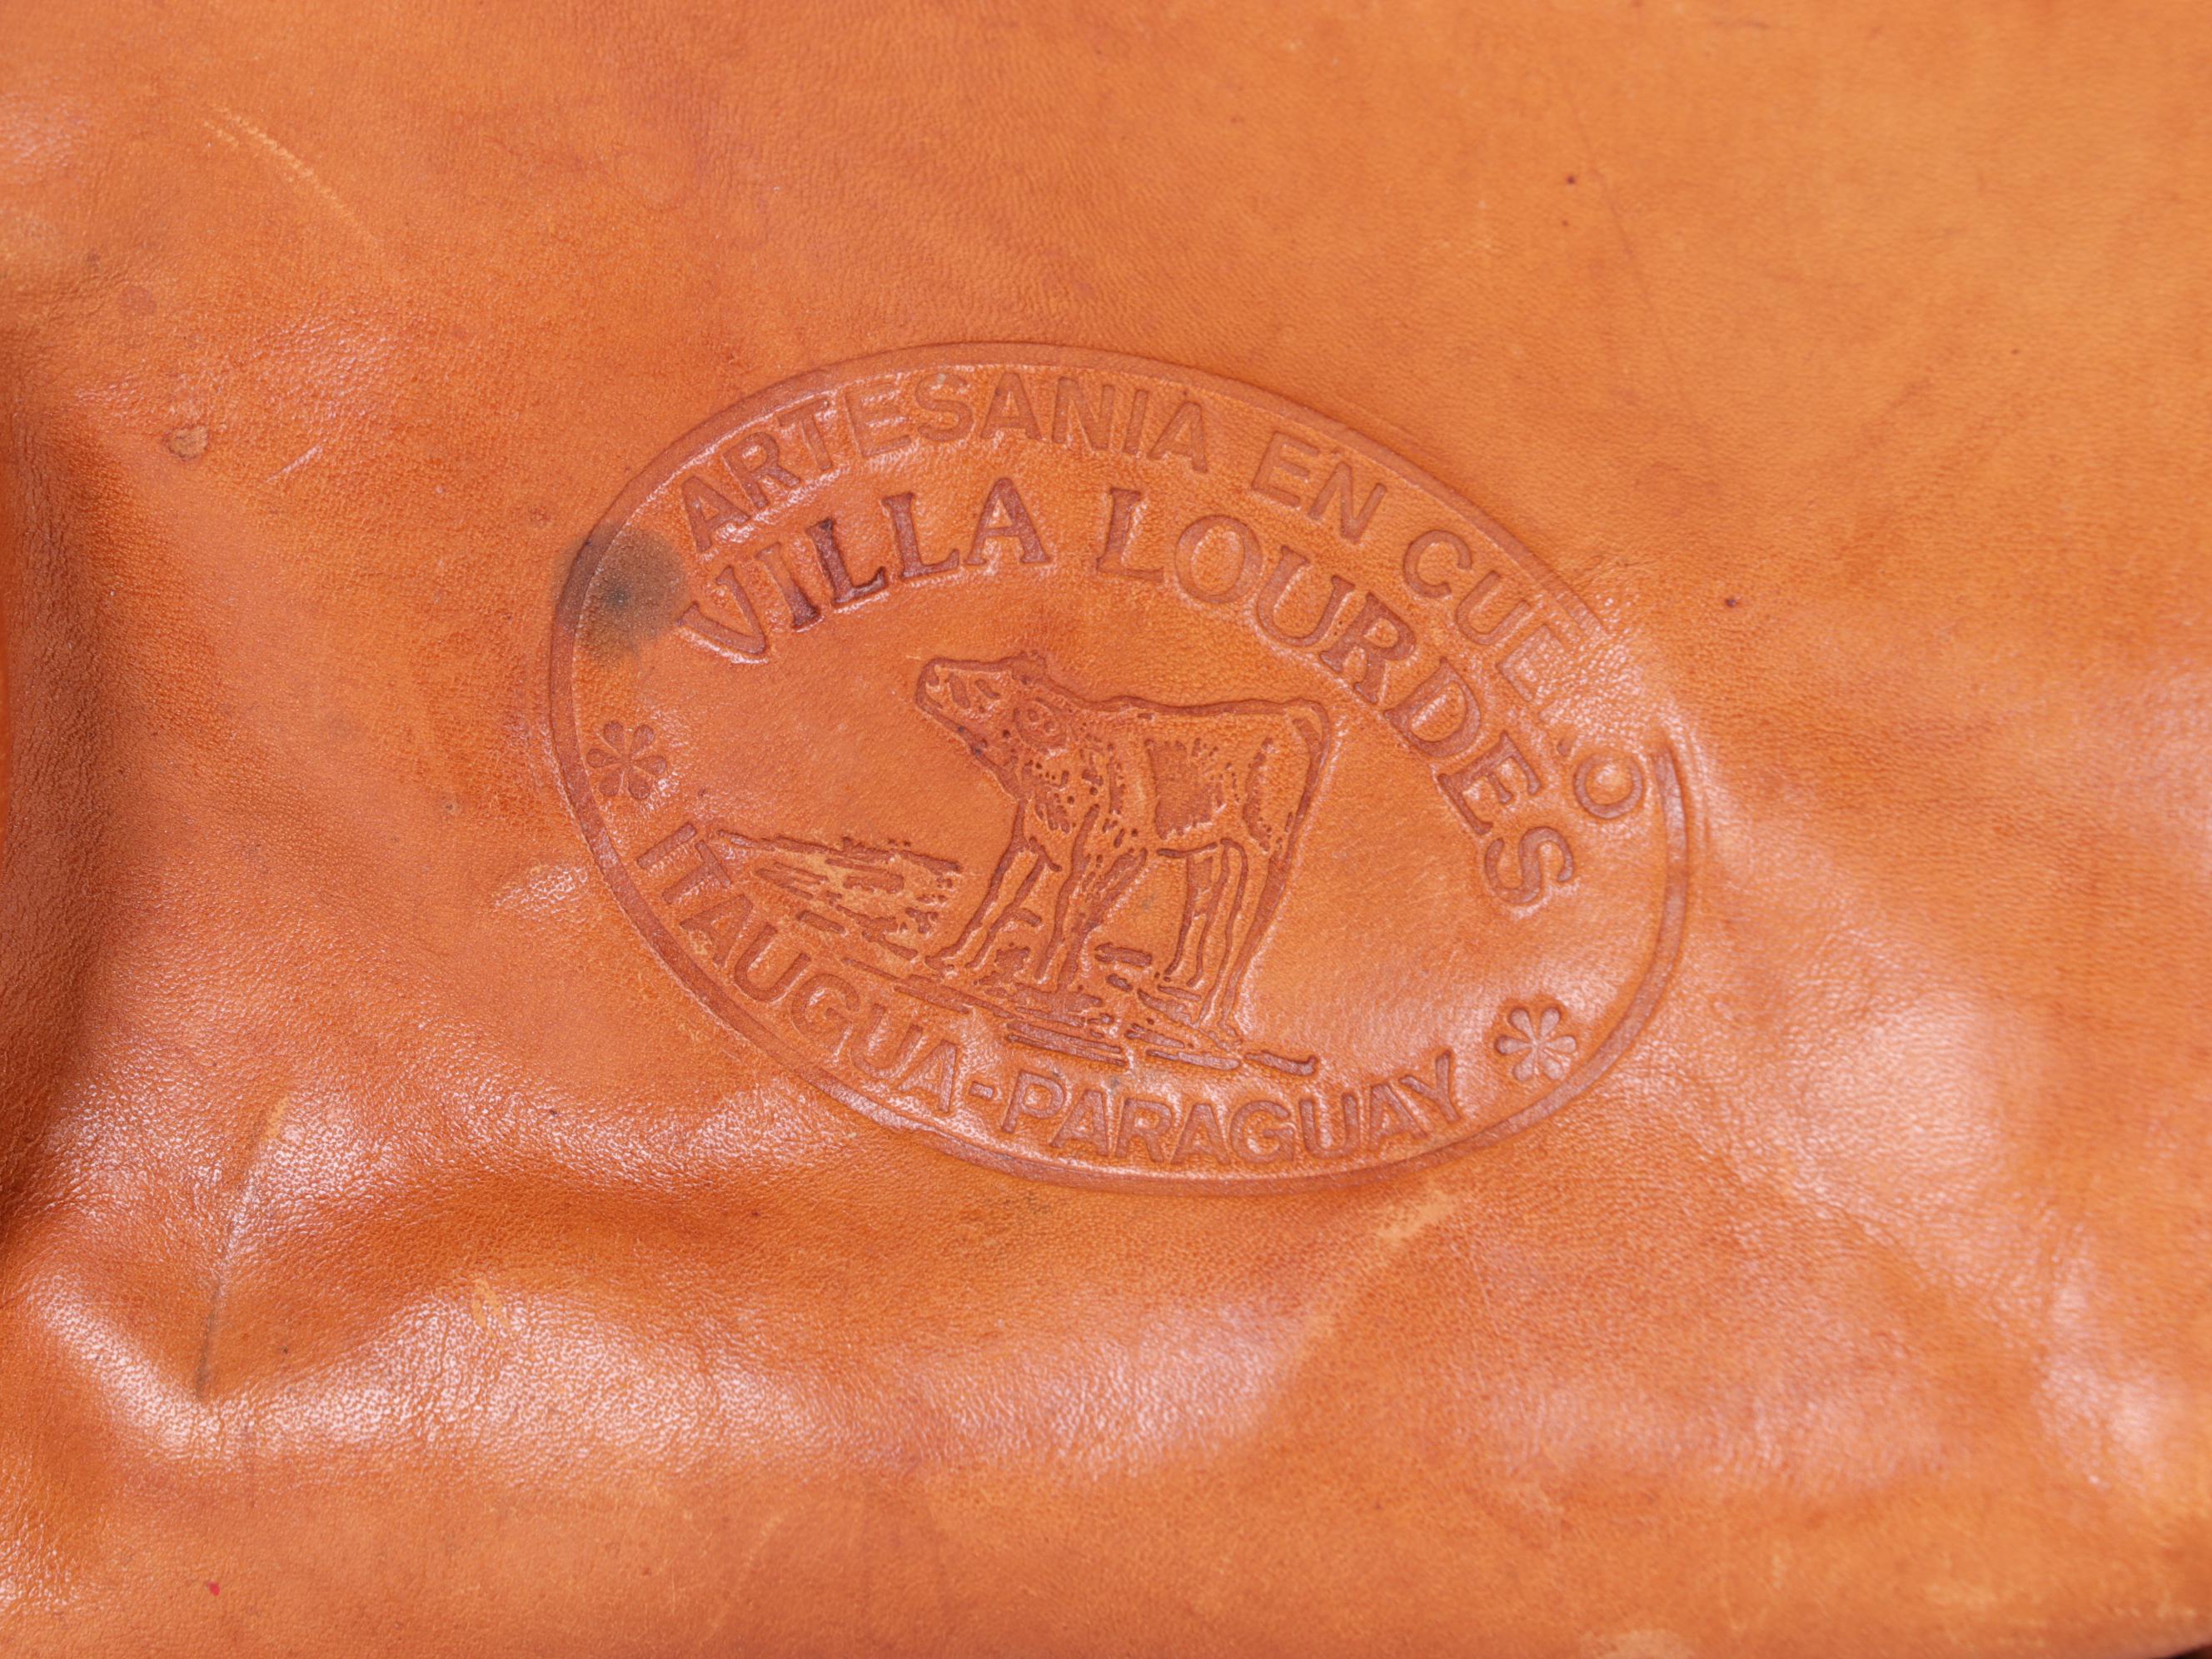 ARTESANIA EN CUERO
VILLA LOURDES
ITAUGUA-PARAGUAY